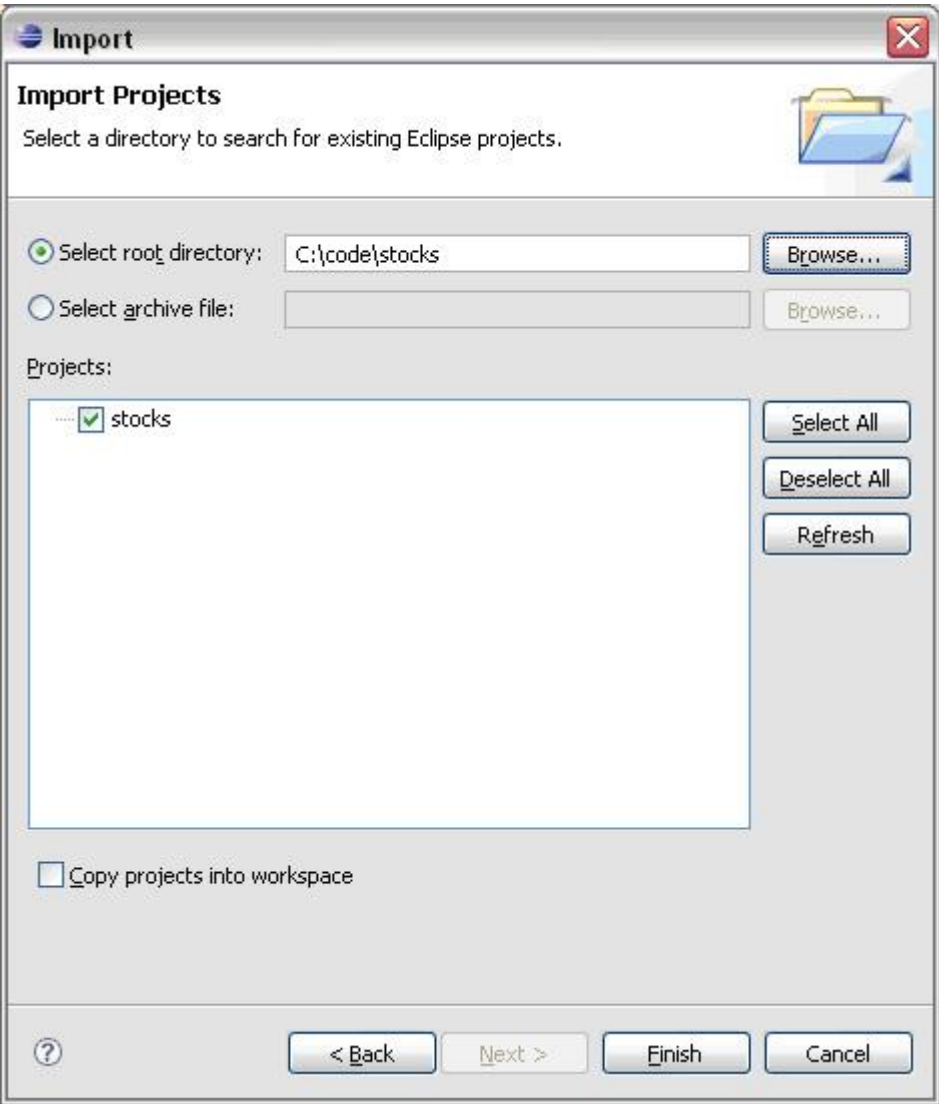 Import
Import Projects
Select a directory to search for existing Eclipse projects.
Select root directory: C:\code\stocks Browse...
Select archive file: Browse...
Projects:
stocks
Select All
Deselect All
Refresh
Copy projects into workspace
? < Back Next > Finish Cancel